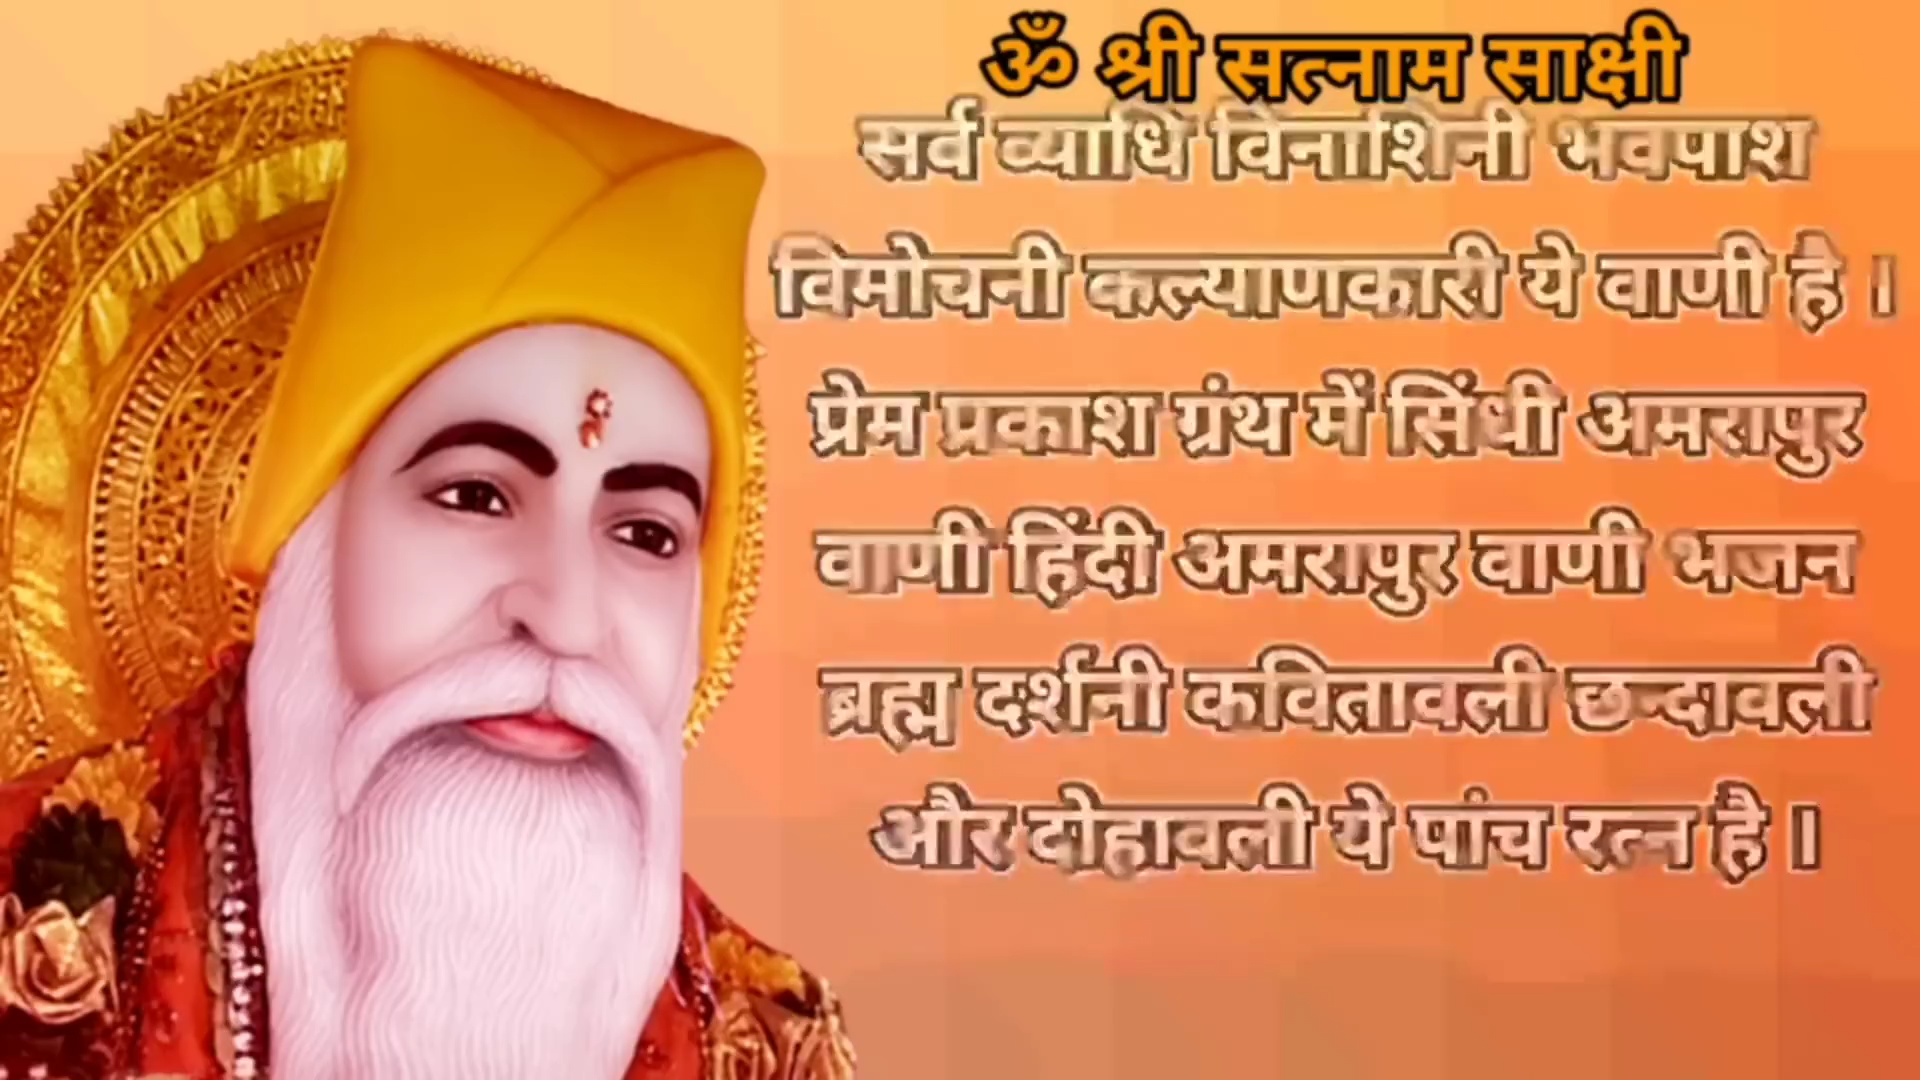 ॐ श्री सत्नाम साक्षी
सर्व व्याधि विनाशिनी भवपाश
विमोचनी कल्याणकारी ये वाणी है ।
प्रेम प्रकाश ग्रंथ में सिंधी अमरापुर
वाणी हिंदी अमरापुर वाणी भजन
ब्रह्म दर्शनी कवितावली छन्दावली
और दोहावली ये पांच रत्न है ।